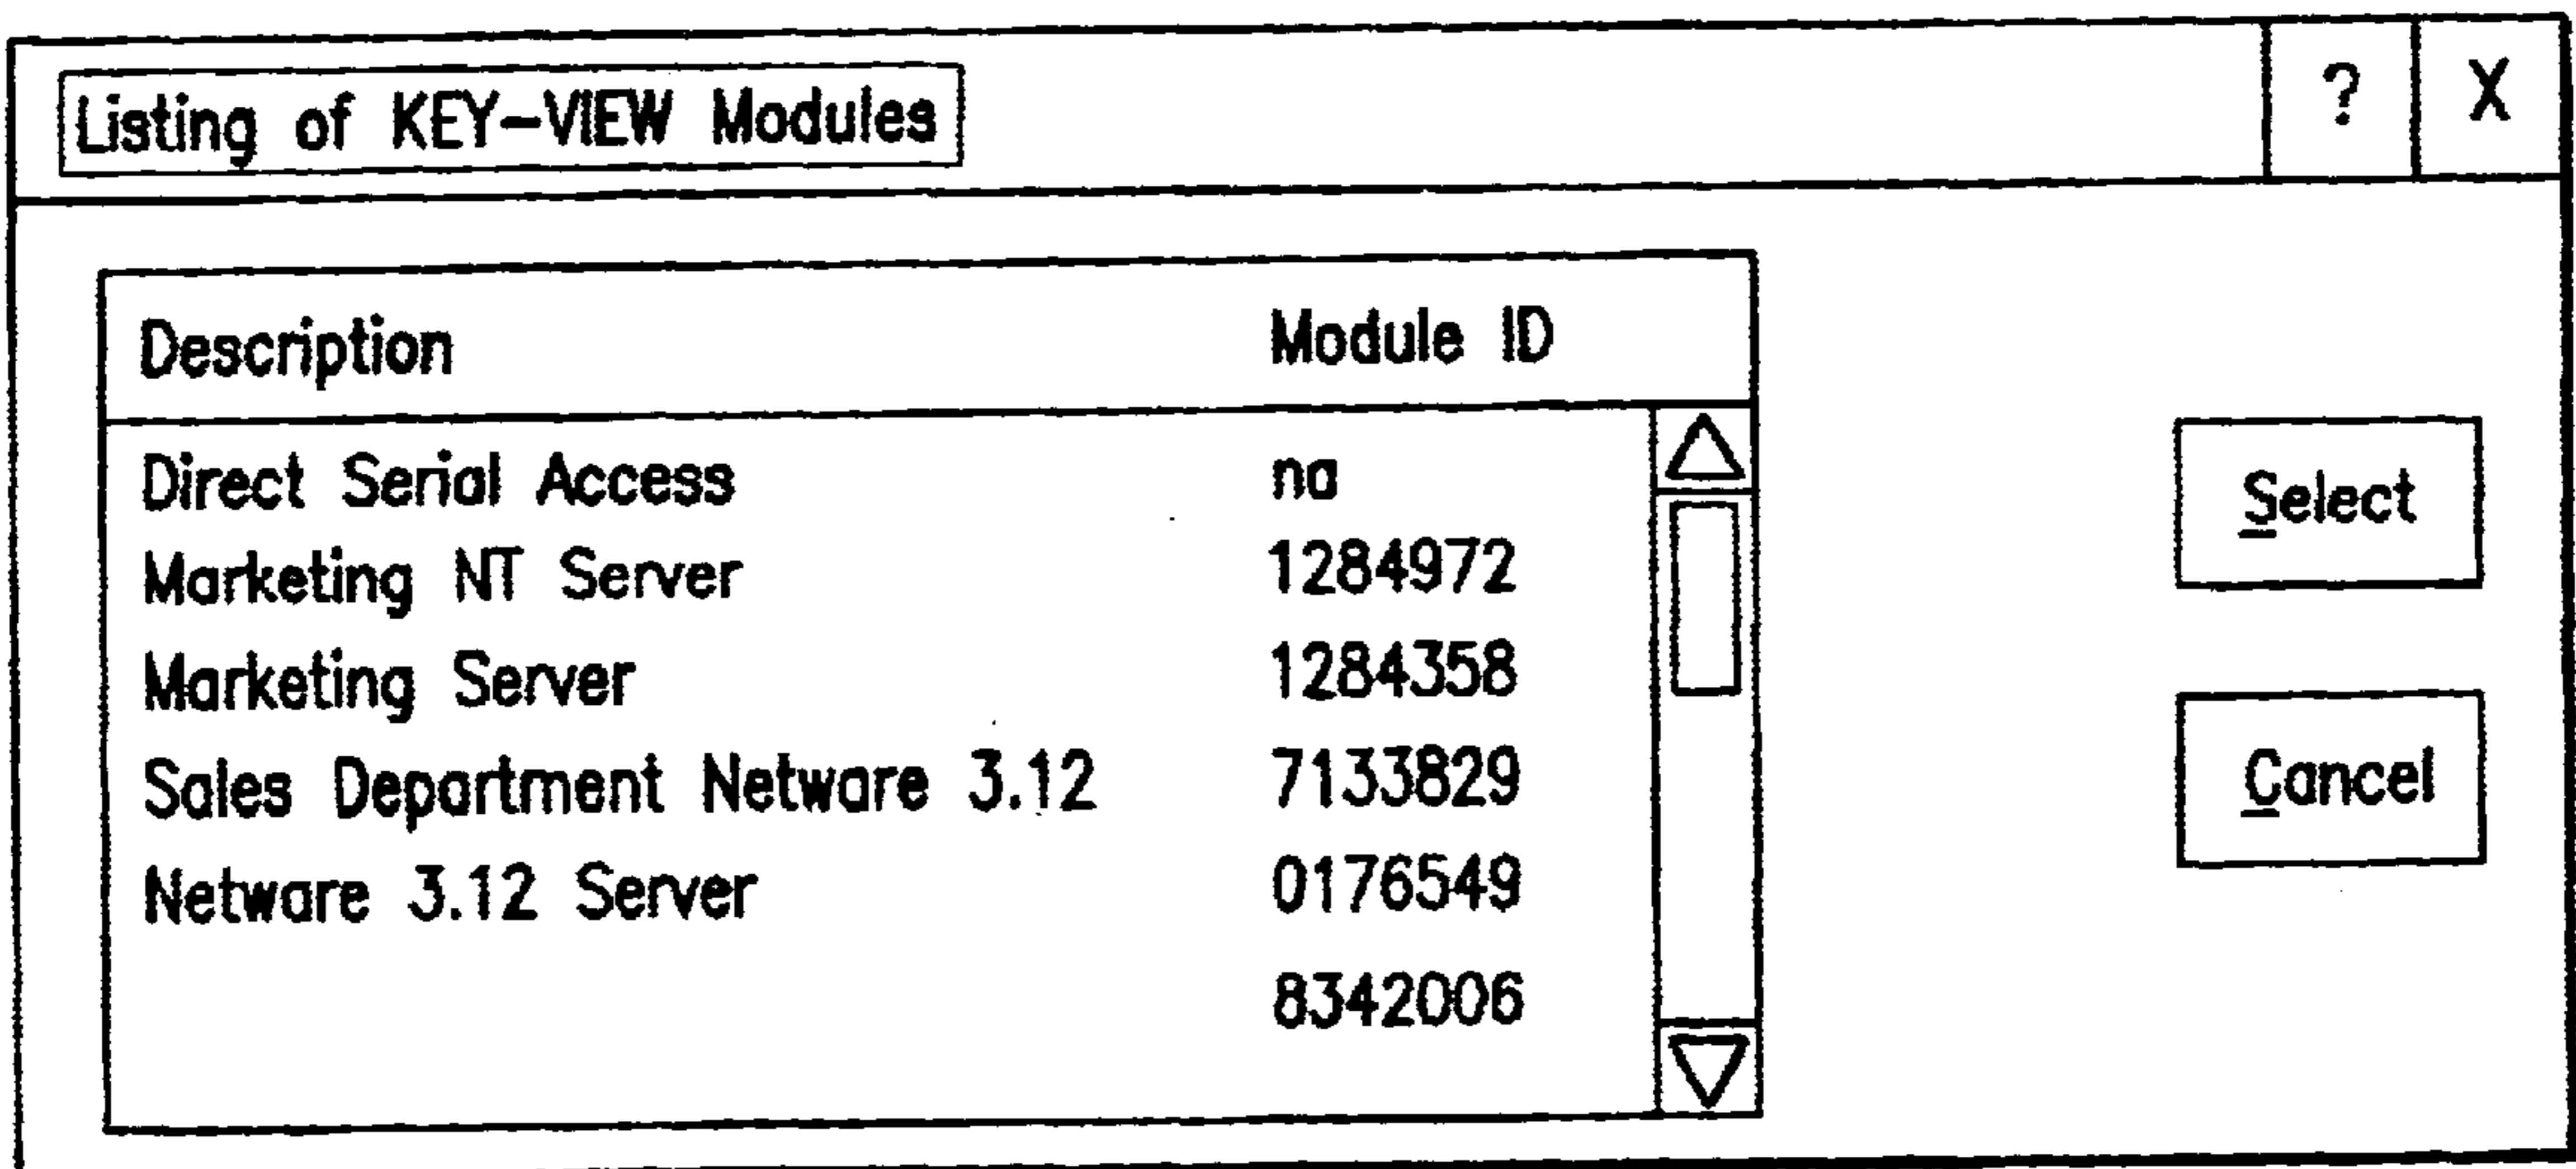 Listing of KEY-VIEW Modules ? X
Description Module ID
Direct Serial Access na
Marketing NT Server 1284972
Marketing Server 1284358
Sales Department Netware 3.12 7133829
Netware 3.12 Server 0176549
8342006
Select
Cancel